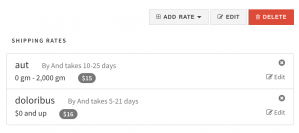 ADD RATE EDIT DELETE
SHIPPING RATES
aut By And takes 10-25 days
0 gm - 2,000 gm $15 Edit
doloribus By And takes 5-21 days
$0 and up $16 Edit